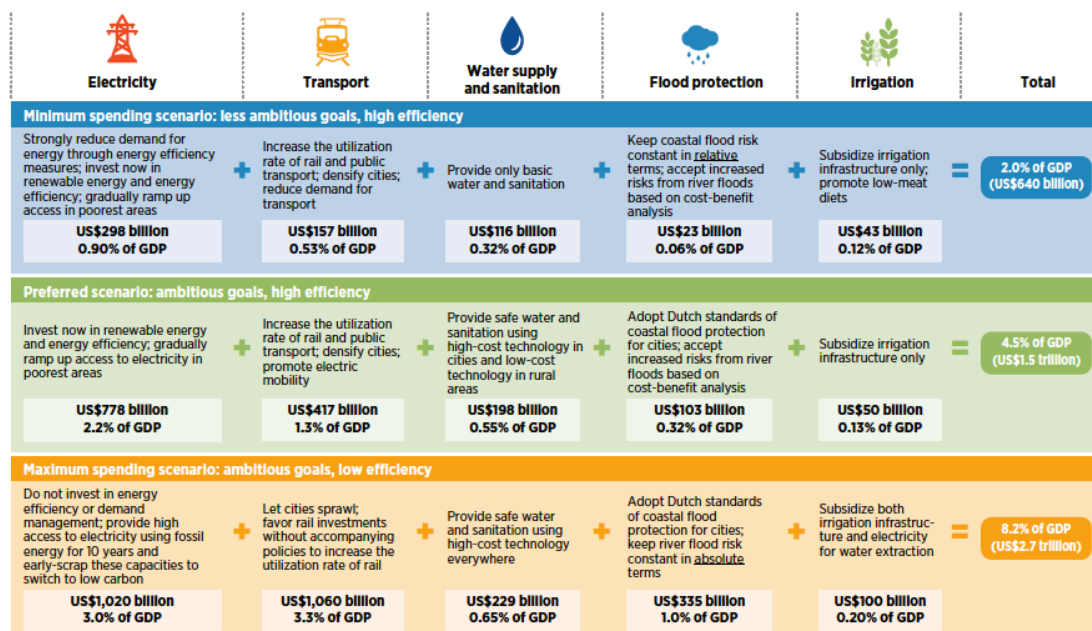 Electricity
Transport
Water supply
and sanitation
Flood protection
Irrigation
Total
Minimum spending scenario: less ambitious goals, high efficiency
Strongly reduce demand for
energy through energy efficiency
measures; invest now in
renewable energy and energy
efficiency; gradually ramp up
access in poorest areas
US$298 billion
0.90% of GDP
+
Increase the utilization
rate of rail and public
transport; densify cities;
reduce demand for
transport
US$157 billion
0.53% of GDP
+
Provide only basic
water and sanitation
US$116 billion
0.32% of GDP
+
Keep coastal flood risk
constant in relative
terms; accept increased
risks from river floods
based on cost-benefit
analysis
US$23 billion
0.06% of GDP
+
Subsidize irrigation
infrastructure only;
promote low-meat
diets
US$43 billion
0.12% of GDP
=
2.0% of GDP
(US$640 billion)
Preferred scenario: ambitious goals, high efficiency
Invest now in renewable energy
and energy efficiency; gradually
ramp up access to electricity in
poorest areas
US$778 billion
2.2% of GDP
+
Increase the utilization
rate of rail and public
transport; densify cities;
promote electric
mobility
US$417 billion
1.3% of GDP
+
Provide safe water and
sanitation using
high-cost technology in
cities and low-cost
technology in rural
areas
US$198 billion
0.55% of GDP
+
Adopt Dutch standards of
coastal flood protection
for cities; accept
increased risks from river
floods based on
cost-benefit analysis
US$103 billion
0.32% of GDP
+
Subsidize irrigation
infrastructure only
US$50 billion
0.13% of GDP
=
4.5% of GDP
(US$1.5 trillion)
Maximum spending scenario: ambitious goals, low efficiency
Do not invest in energy
efficiency or demand
management; provide high
access to electricity using fossil
energy for 10 years and
early-scrap these capacities to
switch to low carbon
US$1,020 billion
3.0% of GDP
+
Let cities sprawl;
favor rail investments
without accompanying
policies to increase the
utilization rate of rail
US$1,060 billion
3.3% of GDP
+
Provide safe water
and sanitation using
high-cost technology
everywhere
US$229 billion
0.65% of GDP
+
Adopt Dutch standards
of coastal flood
protection for cities;
keep river flood risk
constant in absolute
terms
US$335 billion
1.0% of GDP
+
Subsidize both
irrigation infrastruc-
ture and electricity
for water extraction
US$100 billion
0.20% of GDP
=
8.2% of GDP
(US$2.7 trillion)